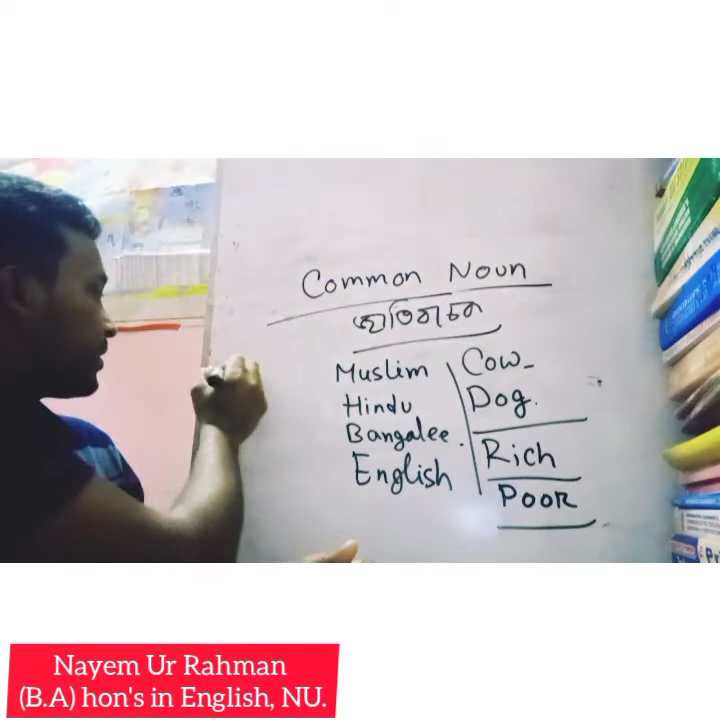 Common Noun
জাতিবাচক
Muslim
Hindu
Bangalee.
English
Cow
Dog.
Rich
Poor
Nayem Ur Rahman
(B.A) hon's in English, NU.